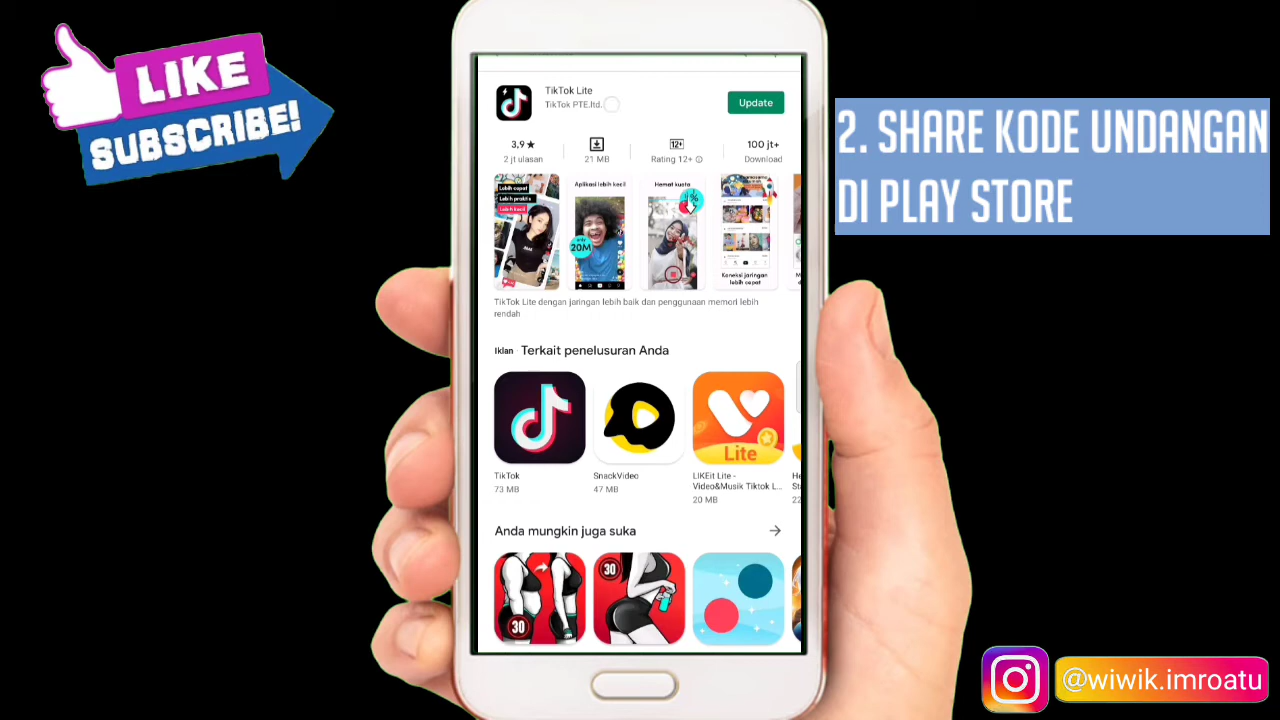 LIKE
SUBSCRIBE!
2. SHARE KODE UNDANGAN
DI PLAY STORE
TikTok Lite
TikTok PTE.ltd.
Update
3,9★
2 jt ulasan
21 MB
12+
Rating 12+
100 jt+
Download
Lebih cepat
Lebih praktis
Lebih kecil
Aplikasi lebih kecil
20M
Hemat kuota
Koneksi jaringan
lebih cepat
TikTok Lite dengan jaringan lebih baik dan penggunaan memori lebih
rendah
Iklan Terkait penelusuran Anda
Lite
TikTok
73 MB
SnackVideo
47 MB
LIKEit Lite -
Video&Musik Tiktok L...
20 MB
Anda mungkin juga suka
30
30
@wiwik.imroatu